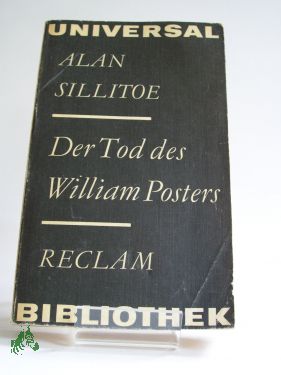 UNIVERSAL
ALAN
SILLITOE
Der Tod des
William Posters
RECLAM
BIBLIOTHEK